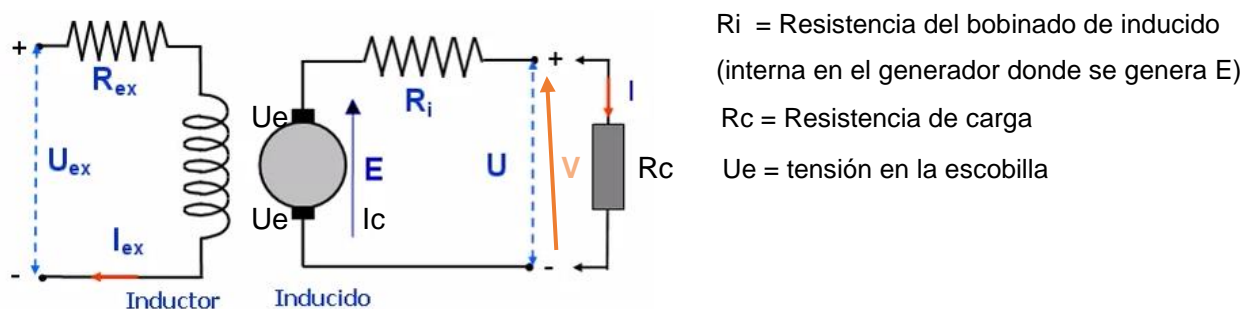 +
Rex
Uex
Iex
-
Inductor
Ue
E
Ue
Ic
Inducido
Ri
U
+
V
-
I
Rc
Ri = Resistencia del bobinado de inducido
(interna en el generador donde se genera E)
Rc = Resistencia de carga
Ue = tensión en la escobilla